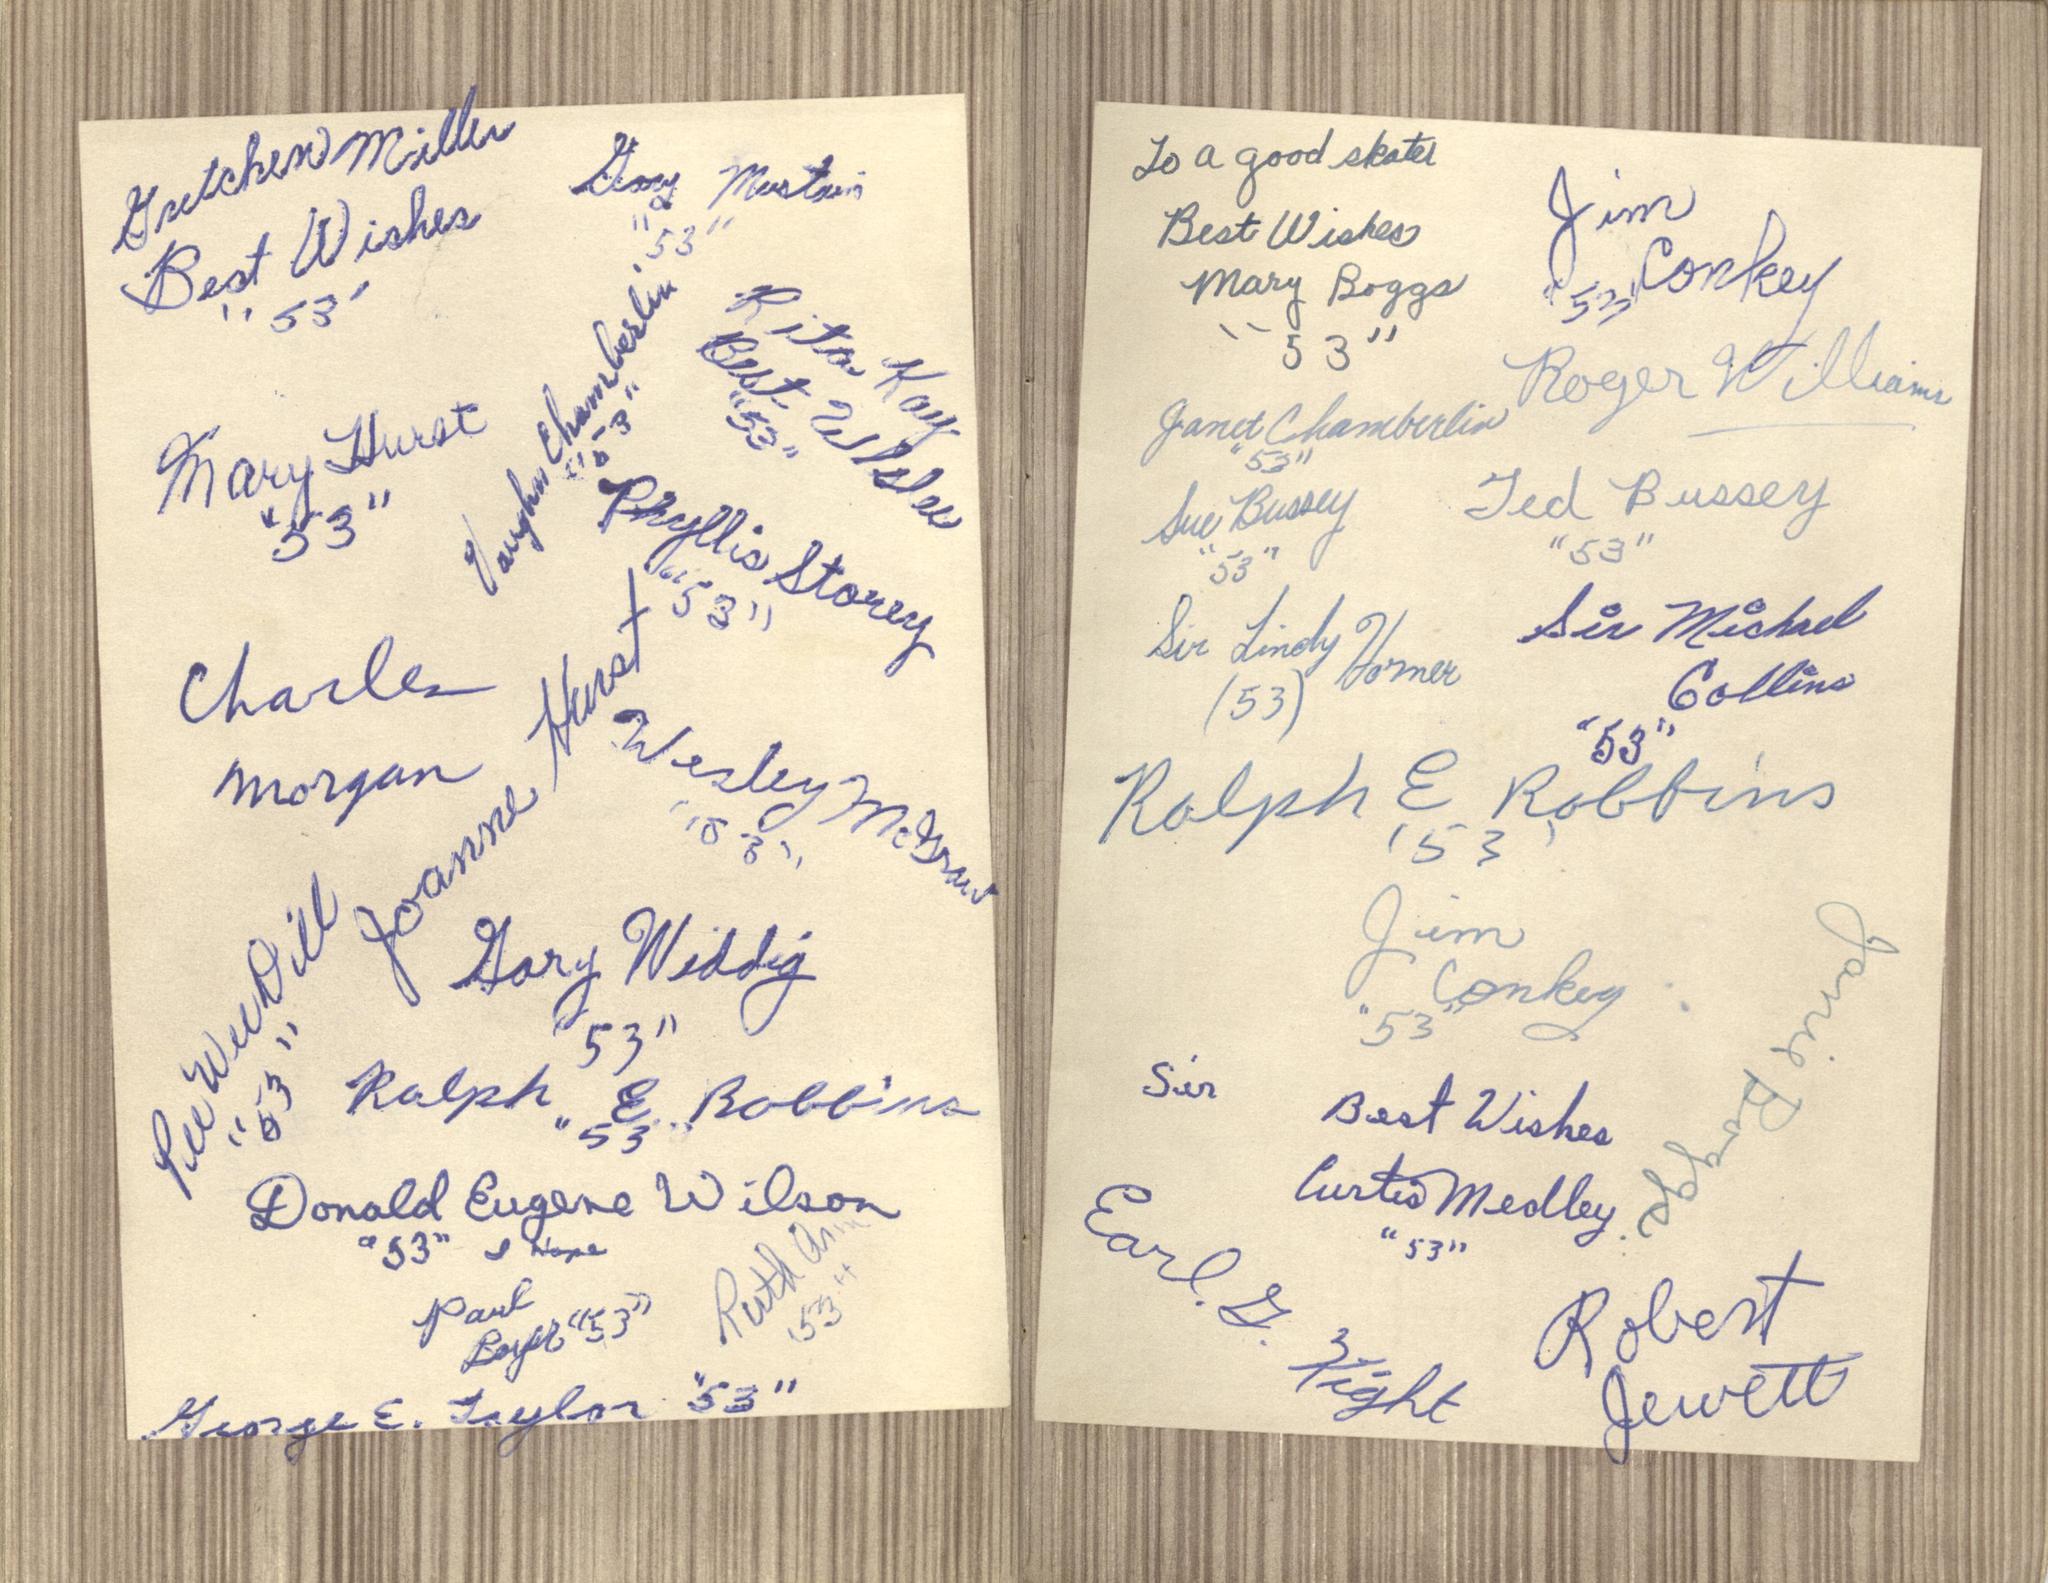 Gretchen Miller
Best Wishes
"53"
Gary Mustain
"53"
Vaughn Chamberlin
"53"
Rita Kay
Best Wishes
"53"
Mary Hurst
"53"
Phyllis Storey
"53"
Charles
Morgan
Joanne Hurst
Wesley McGraw
"53"
Pee Wee Dill
"53"
Gary Widdig
'53"
Ralph E. Robbins
"53"
Donald Eugene Wilson
"53" I Hope
Paul
Boyer "53"
Ruth Ann
'53"
George E. Taylor "53"
To a good skater
Best Wishes
Mary Boggs
"53"
Jim
Conkey
"53"
Roger Williams
Janet Chamberlin
"53"
Sue Bussey
"53"
Ted Bussey
"53"
Sir Lindy Horner
(53)
Sir Michael
Collins
"53"
Ralph E Robbins
'53'
Jim
Conkey
"53"
Janie Boggs
Sir
Best Wishes
Curtis Medley
"53"
Earl. G.
Fight
Robert
Jewett